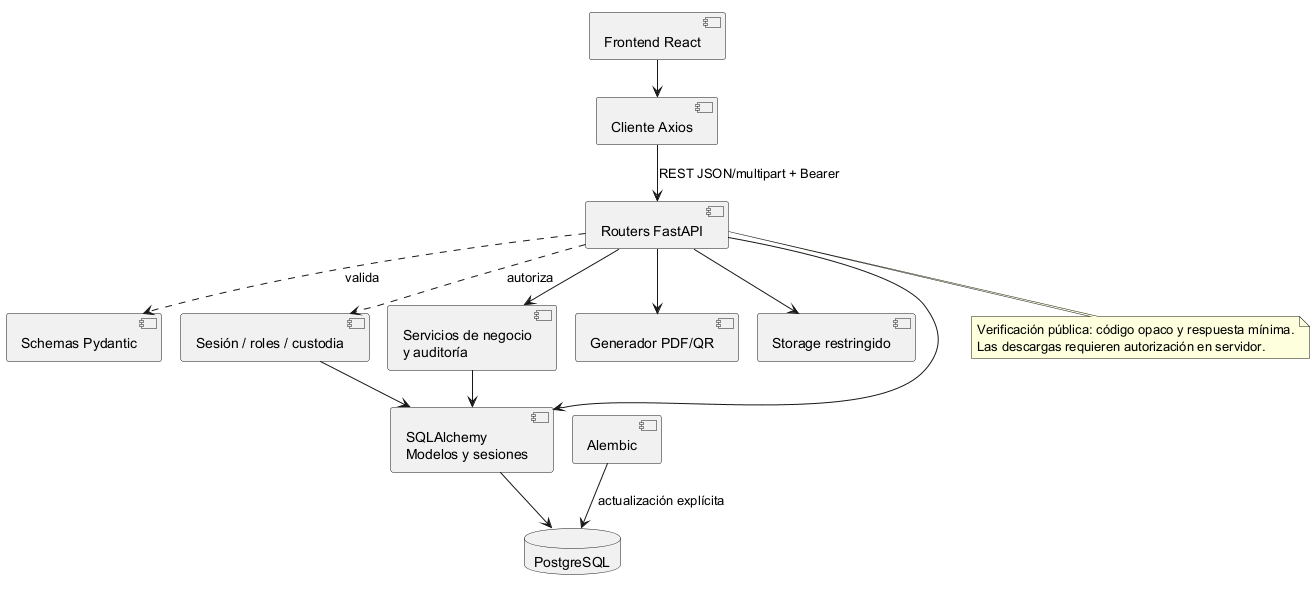 Frontend React
Cliente Axios
REST JSON/multipart + Bearer
Routers FastAPI
valida
autoriza
Schemas Pydantic
Sesión / roles / custodia
Servicios de negocio
y auditoría
Generador PDF/QR
Storage restringido
Verificación pública: código opaco y respuesta mínima.
Las descargas requieren autorización en servidor.
SQLAlchemy
Modelos y sesiones
Alembic
actualización explícita
PostgreSQL